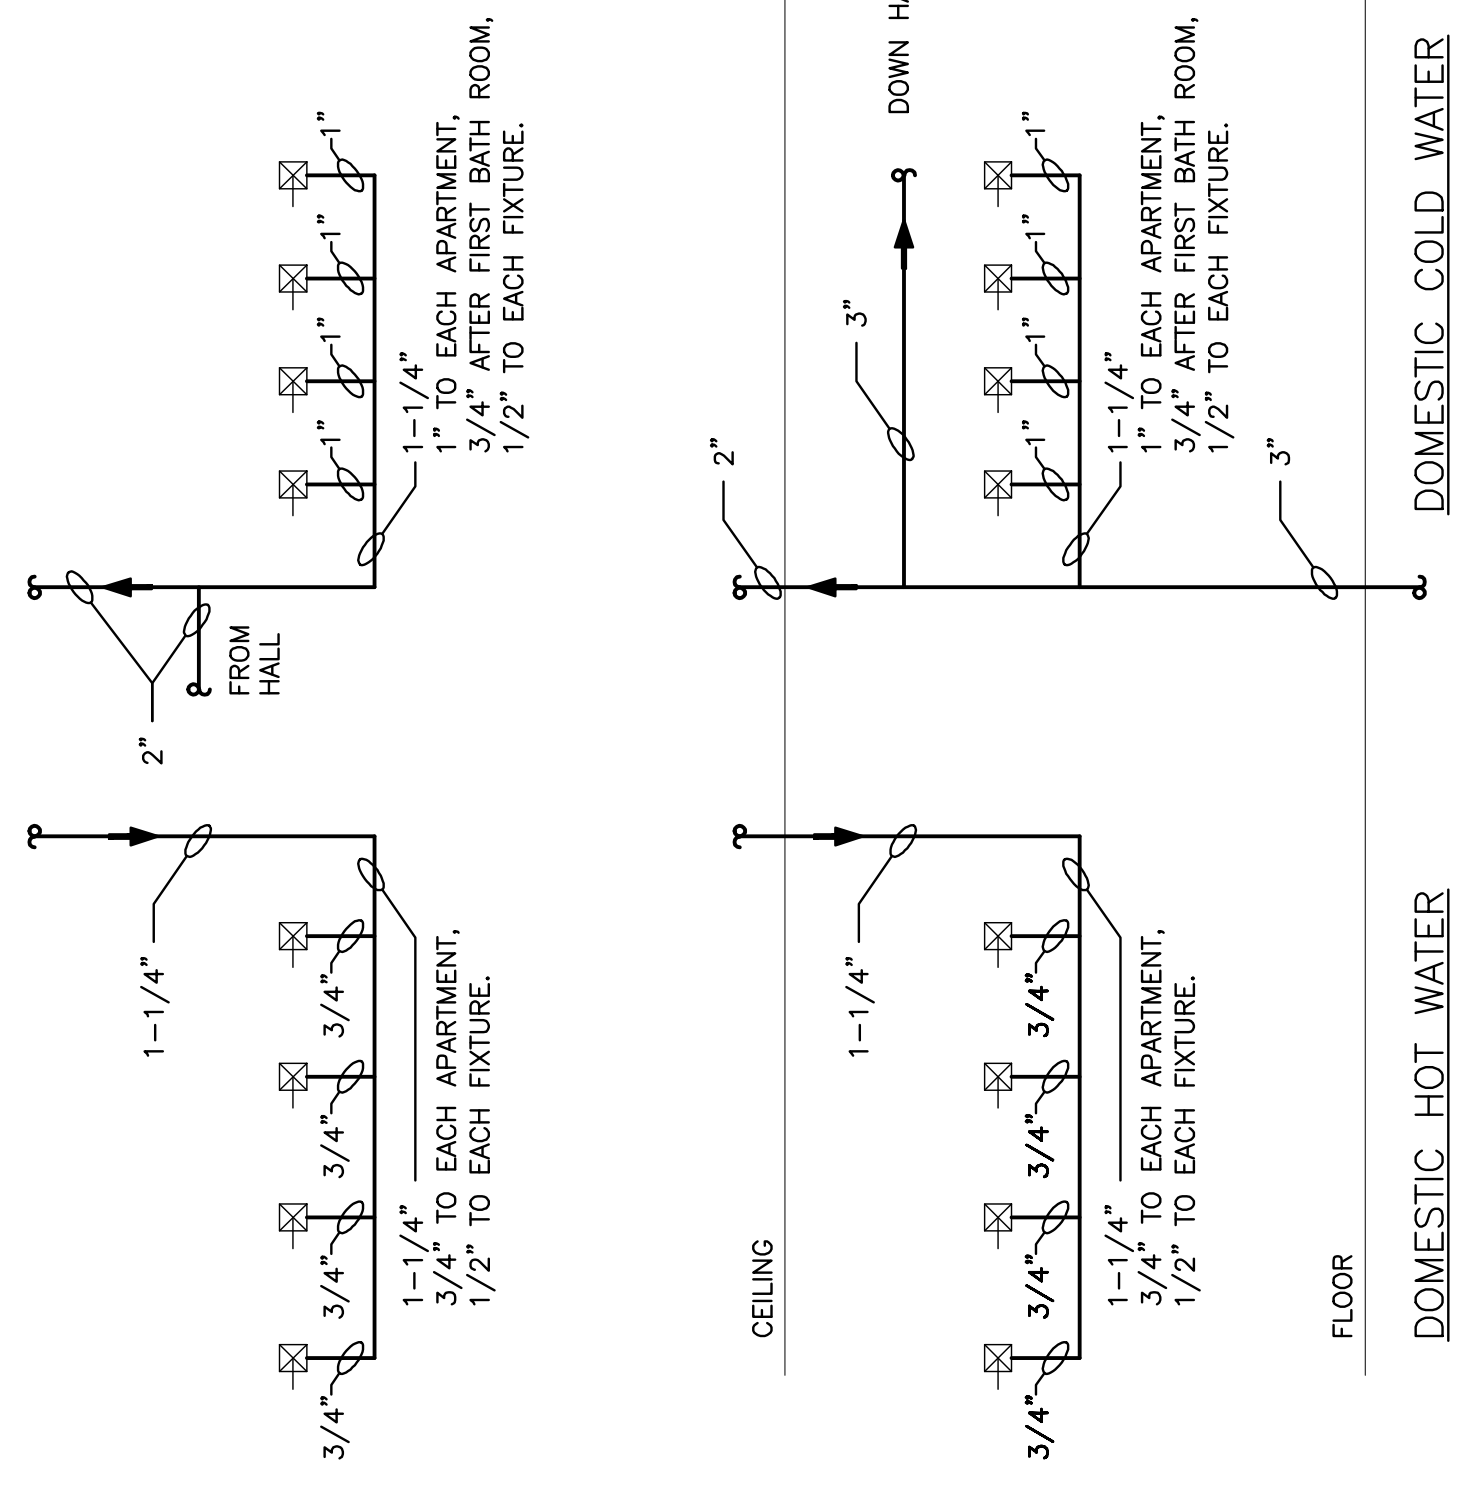 1-1/4”
3/4”
3/4”
3/4”
3/4”
1-1/4”
3/4” TO EACH APARTMENT,
1/2” TO EACH FIXTURE.
2”
FROM
HALL
1”
1”
1”
1”
1-1/4”
1” TO EACH APARTMENT,
3/4” AFTER FIRST BATH ROOM,
1/2” TO EACH FIXTURE.
CEILING
1-1/4”
3/4”
3/4”
3/4”
3/4”
1-1/4”
3/4” TO EACH APARTMENT,
1/2” TO EACH FIXTURE.
2”
3”
DOWN
1”
1”
1”
1”
1-1/4”
1” TO EACH APARTMENT,
3/4” AFTER FIRST BATH ROOM,
1/2” TO EACH FIXTURE.
3”
FLOOR
DOMESTIC HOT WATER
DOMESTIC COLD WATER